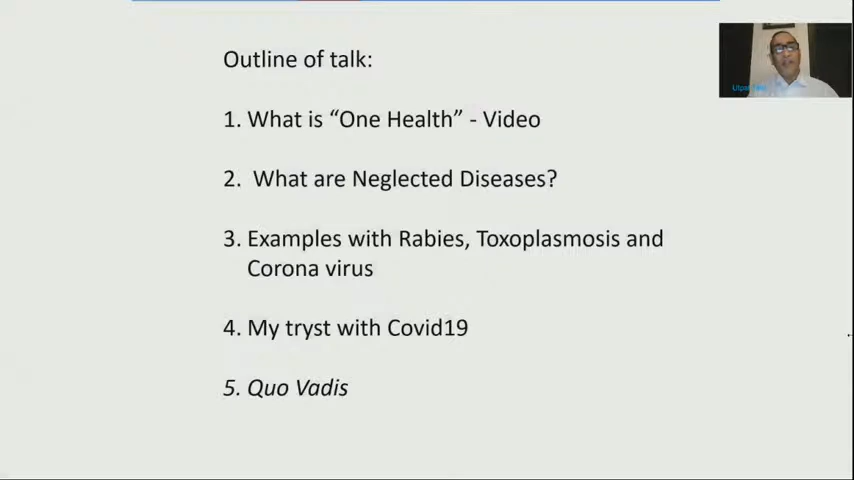 Outline of talk:
1. What is “One Health” - Video
2. What are Neglected Diseases?
3. Examples with Rabies, Toxoplasmosis and
Corona virus
4. My tryst with Covid19
5. Quo Vadis